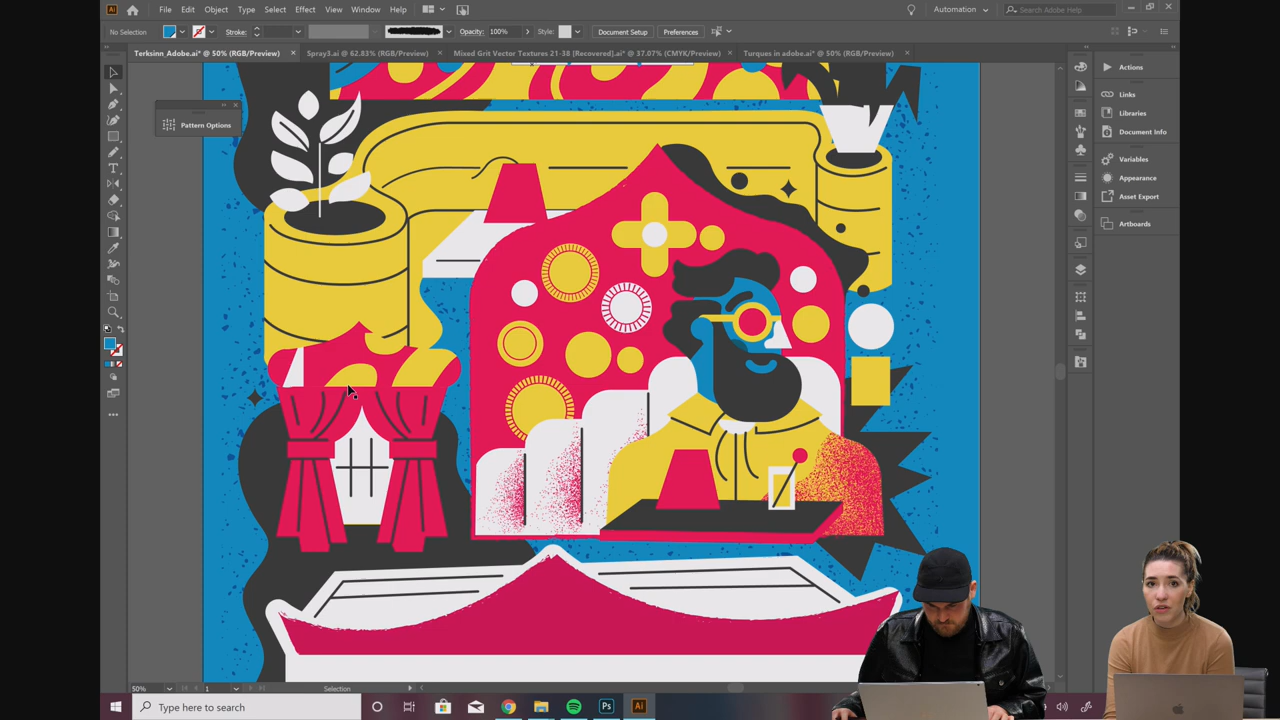 Ai File Edit Object Type Select Effect View Window Help Automation Search Adobe Help
No Selection Stroke: Opacity: 100% Style: Document Setup Preferences
Terksinn_Adobe.ai* @ 50% (RGB/Preview) × Spray3.ai @ 62.83% (RGB/Preview) × Mixed Grit Vector Textures 21-38 [Recovered].ai* @ 37.07% (CMYK/Preview) × Turques in adobe.ai* @ 50% (RGB/Preview) ×
Pattern Options
Actions
Links
Libraries
Document Info
Variables
Appearance
Asset Export
Artboards
50% 1 Selection
Type here to search Ps Ai